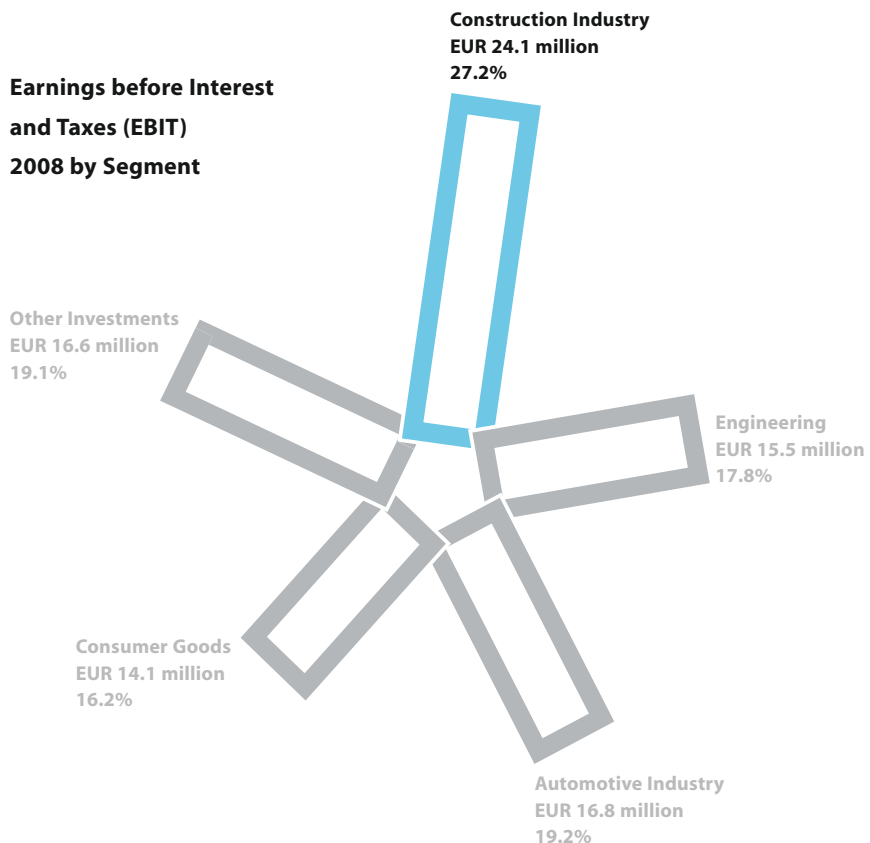 Earnings before Interest
and Taxes (EBIT)
2008 by Segment
Construction Industry
EUR 24.1 million
27.2%
Engineering
EUR 15.5 million
17.8%
Automotive Industry
EUR 16.8 million
19.2%
Consumer Goods
EUR 14.1 million
16.2%
Other Investments
EUR 16.6 million
19.1%